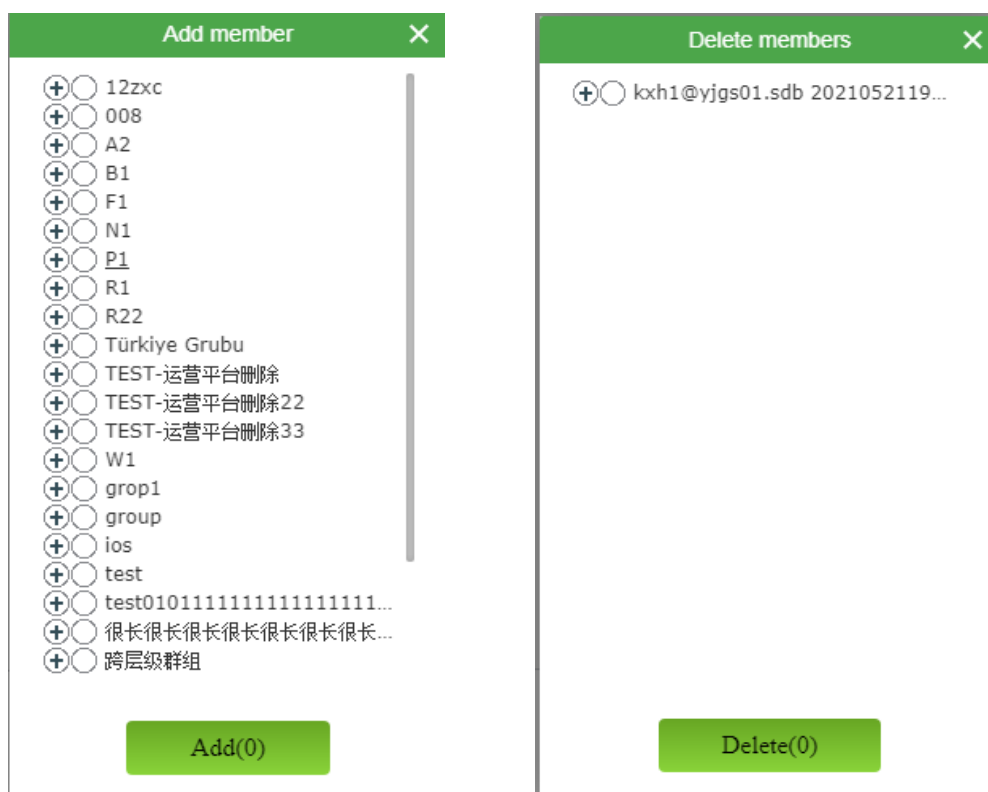 Add member
12zxc
008
A2
B1
F1
N1
P1
R1
R22
Türkiye Grubu
TEST-运营平台删除
TEST-运营平台删除22
TEST-运营平台删除33
W1
grop1
group
ios
test
test0101111111111111111...
很长很长很长很长很长很长很长...
跨层级群组
Add(0)
Delete members
kxh1@yjgs01.sdb 2021052119...
Delete(0)